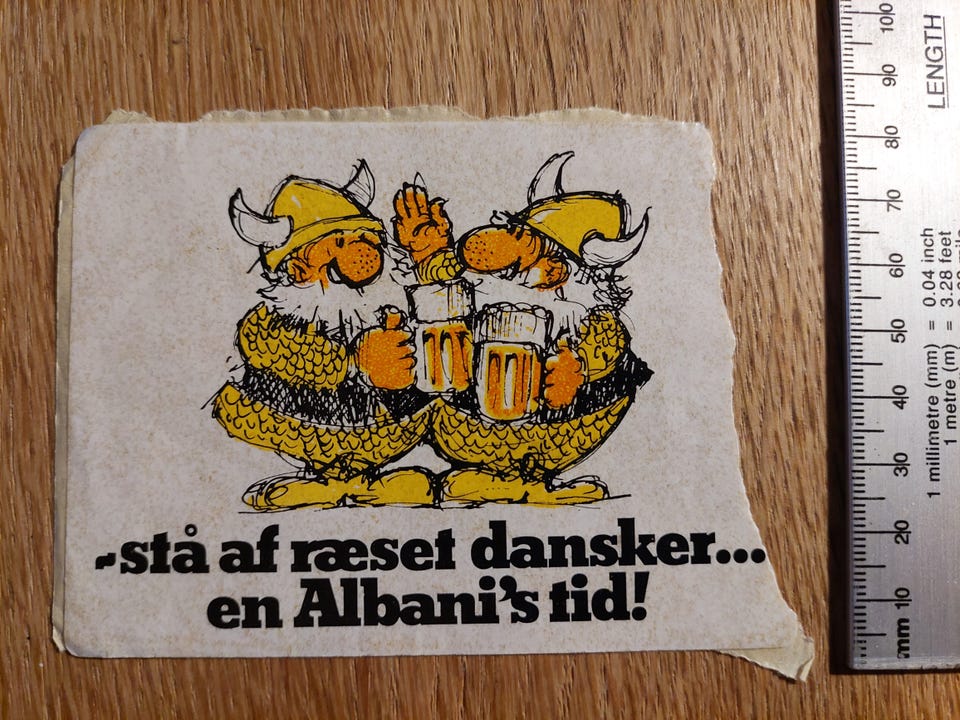 -stå af ræset dansker...
en Albani's tid!
LENGTH
1 millimetre (mm) = 0.04 inch
1 metre (m) = 3.28 feet
100
90
80
70
60
50
40
30
20
10
mm